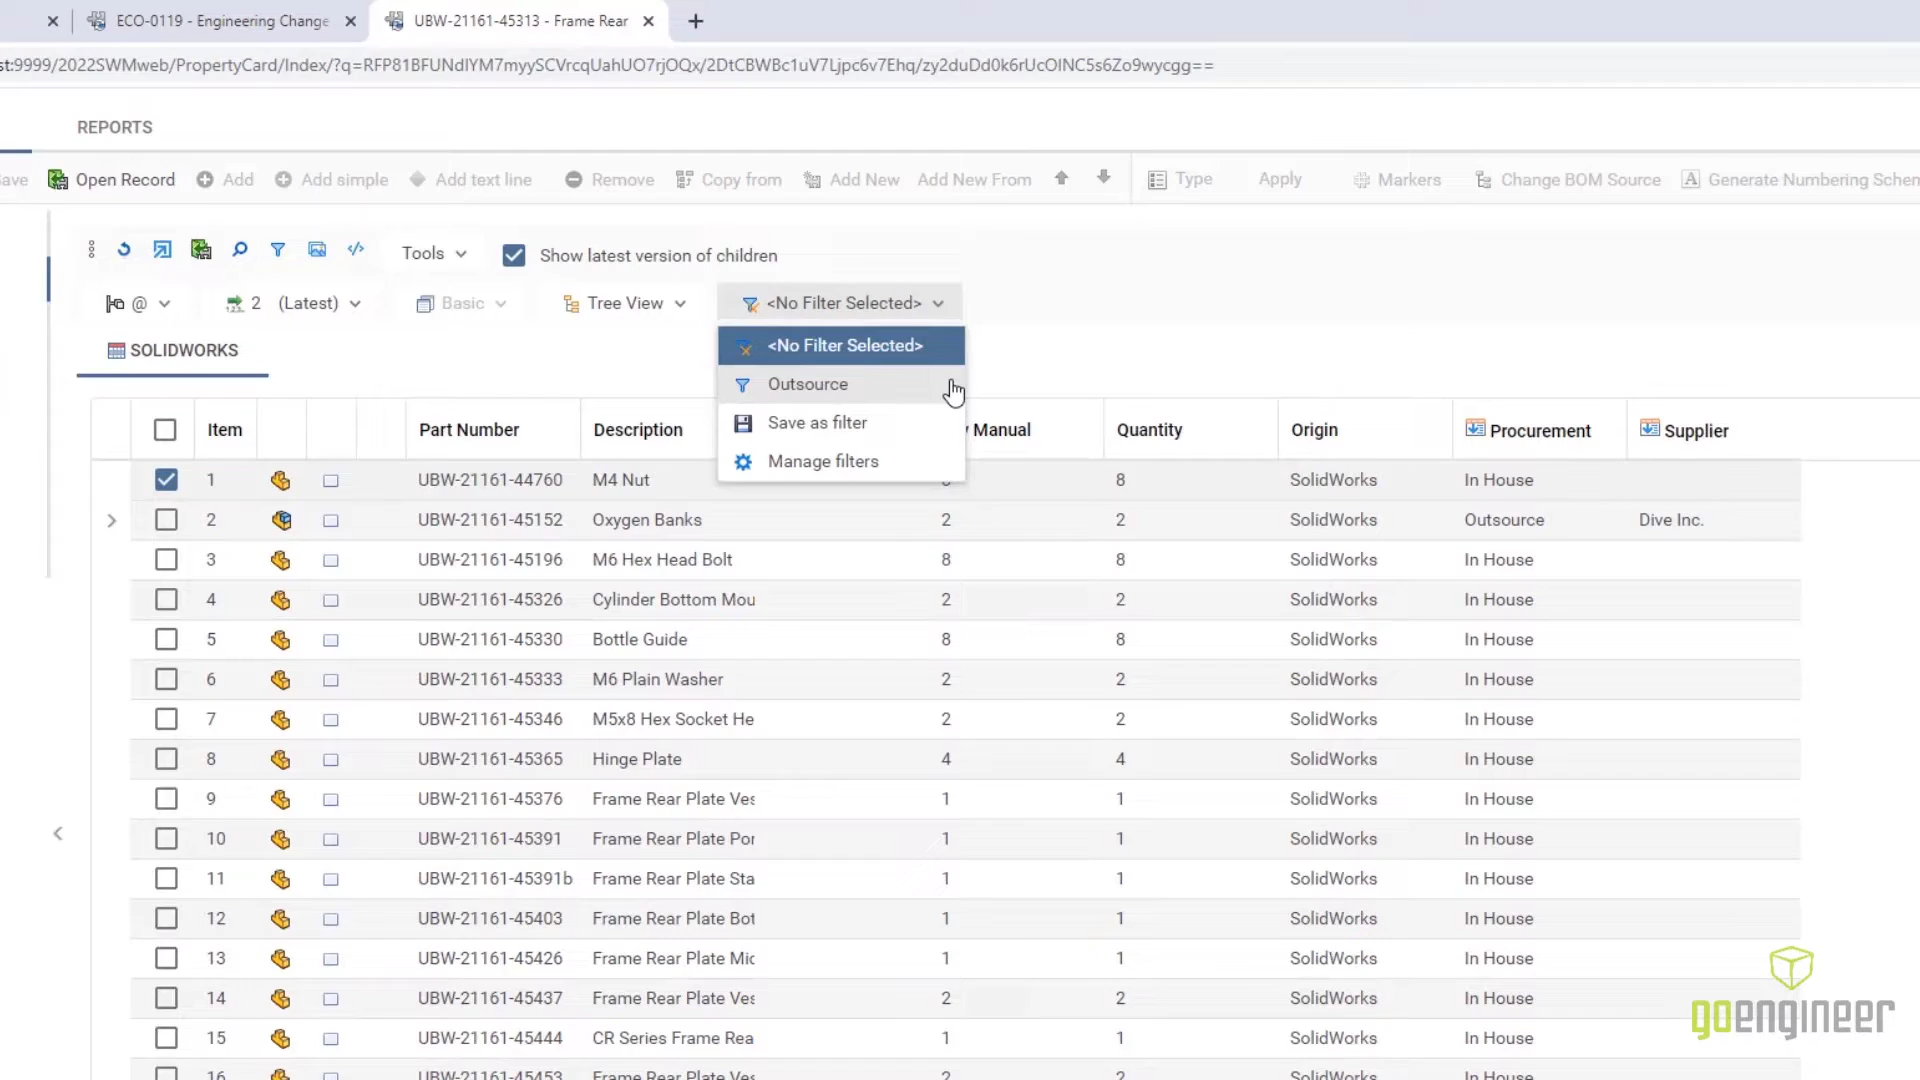 ECO-0119 - Engineering Change
UBW-21161-45313 - Frame Rear
st:9999/2022SWMweb/PropertyCard/Index/?q=RFP81BFUNdIYM7myySCVrcqUahUO7rjOQx/2DtCBWBc1uV7Ljpc6v7Ehq/zy2duDd0k6rUcOINC5s6Zo9wycgg==
REPORTS
ave Open Record Add Add simple Add text line Remove Copy from Add New Add New From Type Apply Markers Change BOM Source Generate Numbering Schem
Tools Show latest version of children
@ 2 (Latest) Basic Tree View <No Filter Selected>
<No Filter Selected>
Outsource
Save as filter
Manage filters
SOLIDWORKS
Item Part Number Description Manual Quantity Origin Procurement Supplier
1 UBW-21161-44760 M4 Nut 8 SolidWorks In House
2 UBW-21161-45152 Oxygen Banks 2 2 SolidWorks Outsource Dive Inc.
3 UBW-21161-45196 M6 Hex Head Bolt 8 8 SolidWorks In House
4 UBW-21161-45326 Cylinder Bottom Mou 2 2 SolidWorks In House
5 UBW-21161-45330 Bottle Guide 8 8 SolidWorks In House
6 UBW-21161-45333 M6 Plain Washer 2 2 SolidWorks In House
7 UBW-21161-45346 M5x8 Hex Socket He 2 2 SolidWorks In House
8 UBW-21161-45365 Hinge Plate 4 4 SolidWorks In House
9 UBW-21161-45376 Frame Rear Plate Ves 1 1 SolidWorks In House
10 UBW-21161-45391 Frame Rear Plate Por 1 1 SolidWorks In House
11 UBW-21161-45391b Frame Rear Plate Sta 1 1 SolidWorks In House
12 UBW-21161-45403 Frame Rear Plate Bot 1 1 SolidWorks In House
13 UBW-21161-45426 Frame Rear Plate Mic 1 1 SolidWorks In House
14 UBW-21161-45437 Frame Rear Plate Ves 2 2 SolidWorks In House
15 UBW-21161-45444 CR Series Frame Rea 1 1 SolidWorks In House
16 UBW-21161-45453 Frame Rear Plate Ves 2 2 SolidWorks In House
goengineer